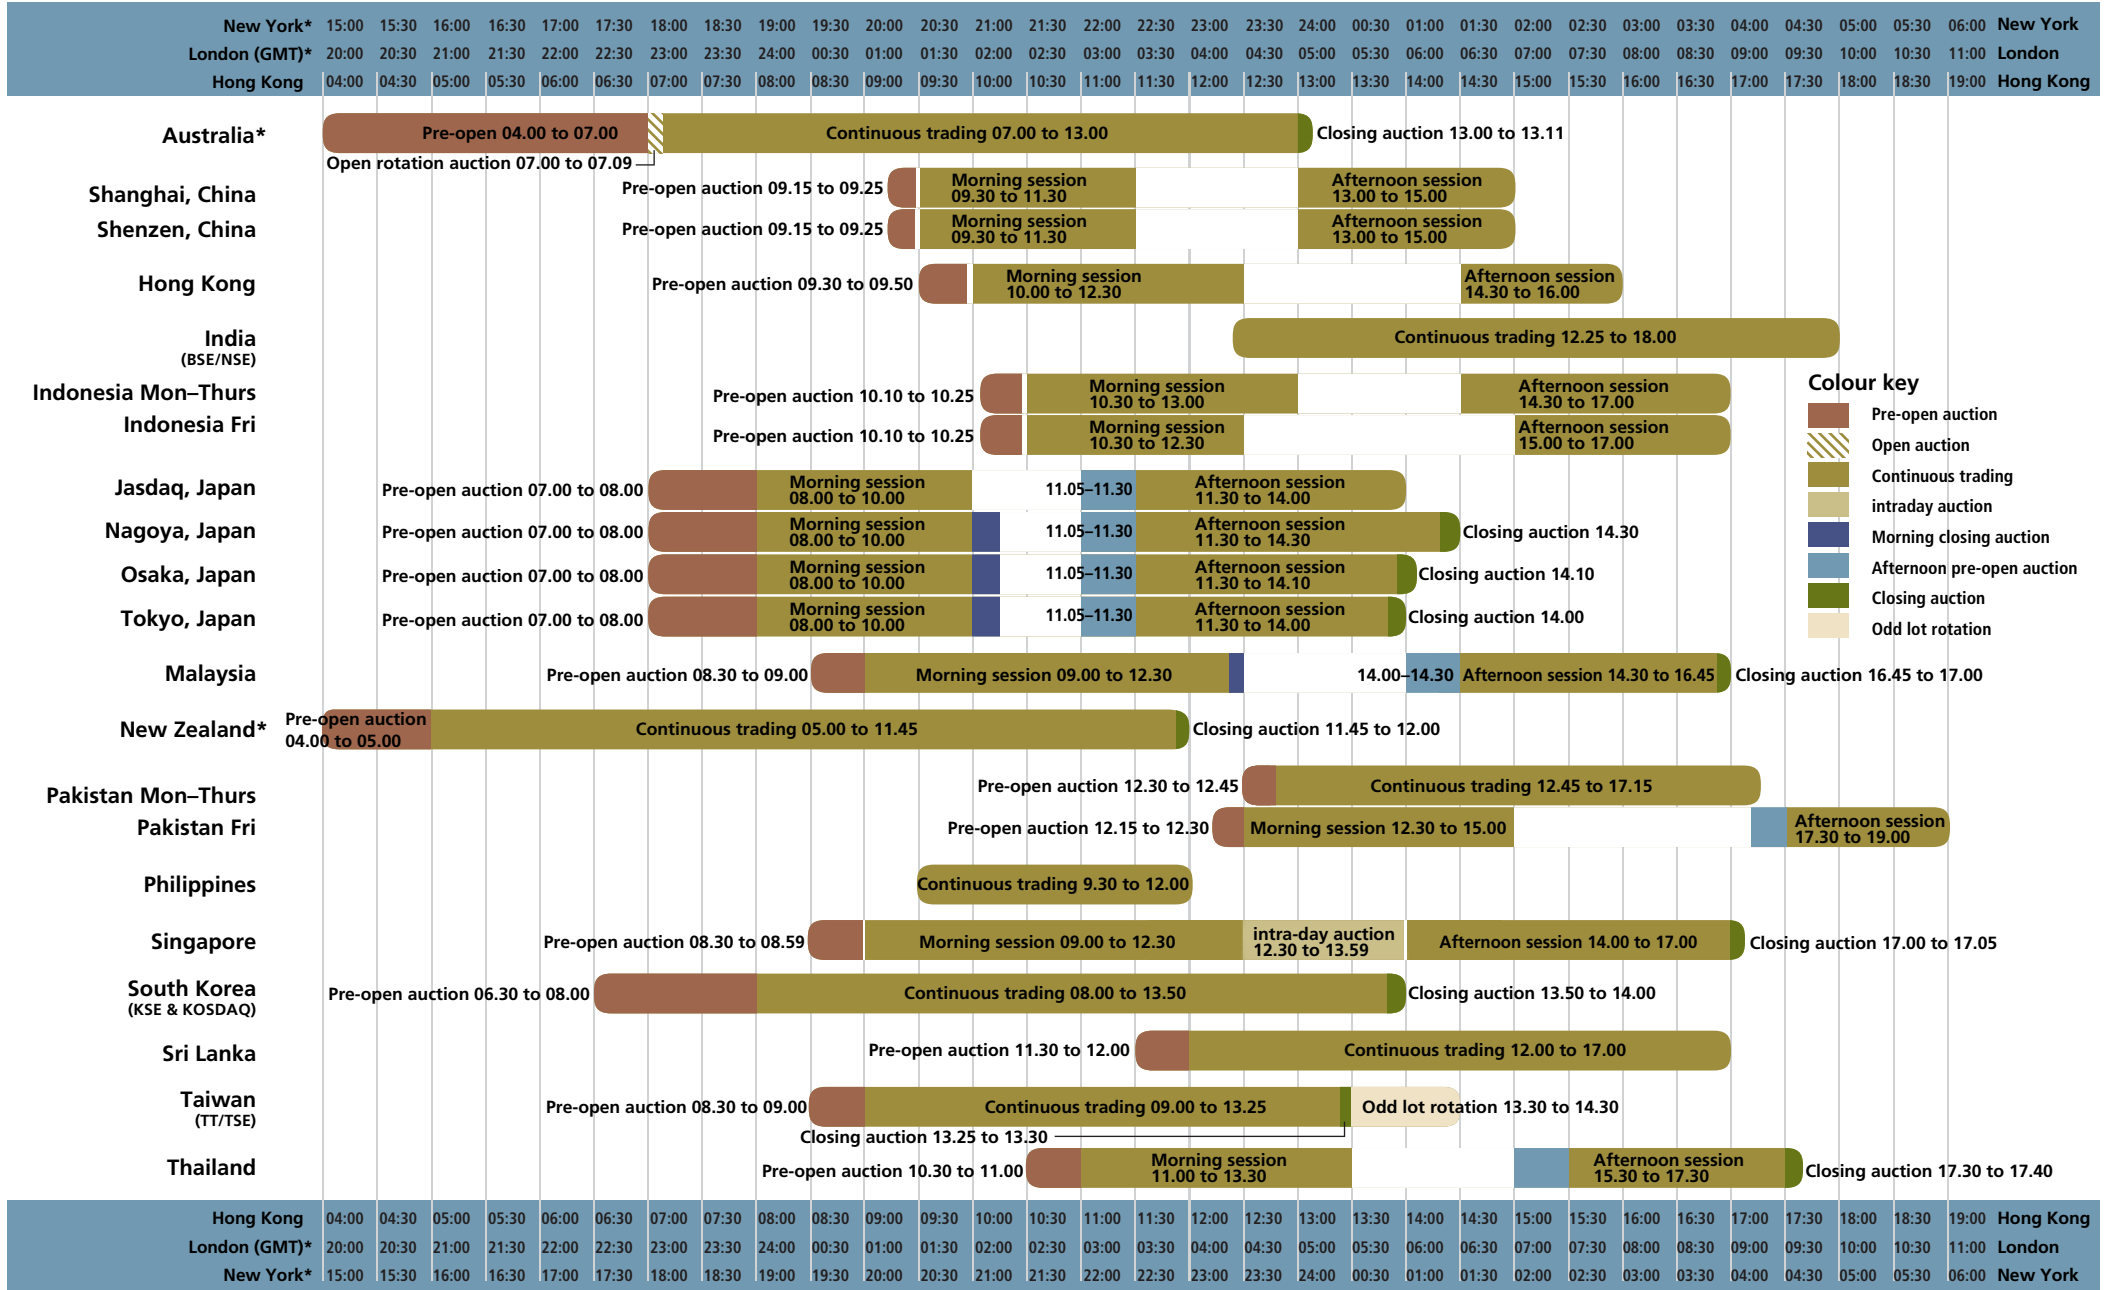 New York* 15:00 15:30 16:00 16:30 17:00 17:30 18:00 18:30 19:00 19:30 20:00 20:30 21:00 21:30 22:00 22:30 23:00 23:30 24:00 00:30 01:00 01:30 02:00 02:30 03:00 03:30 04:00 04:30 05:00 05:30 06:00 New York
London (GMT)* 20:00 20:30 21:00 21:30 22:00 22:30 23:00 23:30 24:00 00:30 01:00 01:30 02:00 02:30 03:00 03:30 04:00 04:30 05:00 05:30 06:00 06:30 07:00 07:30 08:00 08:30 09:00 09:30 10:00 10:30 11:00 London
Hong Kong 04:00 04:30 05:00 05:30 06:00 06:30 07:00 07:30 08:00 08:30 09:00 09:30 10:00 10:30 11:00 11:30 12:00 12:30 13:00 13:30 14:00 14:30 15:00 15:30 16:00 16:30 17:00 17:30 18:00 18:30 19:00 Hong Kong
Australia* Pre-open 04.00 to 07.00 Continuous trading 07.00 to 13.00 Closing auction 13.00 to 13.11
Open rotation auction 07.00 to 07.09
Shanghai, China Pre-open auction 09.15 to 09.25
Morning session
09.30 to 11.30
Afternoon session
13.00 to 15.00
Shenzen, China Pre-open auction 09.15 to 09.25
Morning session
09.30 to 11.30
Afternoon session
13.00 to 15.00
Hong Kong Pre-open auction 09.30 to 09.50
Morning session
10.00 to 12.30
Afternoon session
14.30 to 16.00
India
(BSE/NSE)
Continuous trading 12.25 to 18.00
Indonesia Mon–Thurs Pre-open auction 10.10 to 10.25
Morning session
10.30 to 13.00
Afternoon session
14.30 to 17.00
Indonesia Fri Pre-open auction 10.10 to 10.25
Morning session
10.30 to 12.30
Afternoon session
15.00 to 17.00
Colour key
Pre-open auction
Open auction
Continuous trading
intraday auction
Morning closing auction
Afternoon pre-open auction
Closing auction
Odd lot rotation
Jasdaq, Japan Pre-open auction 07.00 to 08.00
Morning session
08.00 to 10.00
11.05–11.30
Afternoon session
11.30 to 14.00
Nagoya, Japan Pre-open auction 07.00 to 08.00
Morning session
08.00 to 10.00
11.05–11.30
Afternoon session
11.30 to 14.30
Closing auction 14.30
Osaka, Japan Pre-open auction 07.00 to 08.00
Morning session
08.00 to 10.00
11.05–11.30
Afternoon session
11.30 to 14.10
Closing auction 14.10
Tokyo, Japan Pre-open auction 07.00 to 08.00
Morning session
08.00 to 10.00
11.05–11.30
Afternoon session
11.30 to 14.00
Closing auction 14.00
Malaysia Pre-open auction 08.30 to 09.00 Morning session 09.00 to 12.30 14.00–14.30 Afternoon session 14.30 to 16.45 Closing auction 16.45 to 17.00
New Zealand*
Pre-open auction
04.00 to 05.00
Continuous trading 05.00 to 11.45 Closing auction 11.45 to 12.00
Pakistan Mon–Thurs Pre-open auction 12.30 to 12.45 Continuous trading 12.45 to 17.15
Pakistan Fri Pre-open auction 12.15 to 12.30 Morning session 12.30 to 15.00
Afternoon session
17.30 to 19.00
Philippines Continuous trading 9.30 to 12.00
Singapore Pre-open auction 08.30 to 08.59 Morning session 09.00 to 12.30
intra-day auction
12.30 to 13.59
Afternoon session 14.00 to 17.00 Closing auction 17.00 to 17.05
South Korea
(KSE & KOSDAQ)
Pre-open auction 06.30 to 08.00 Continuous trading 08.00 to 13.50 Closing auction 13.50 to 14.00
Sri Lanka Pre-open auction 11.30 to 12.00 Continuous trading 12.00 to 17.00
Taiwan
(TT/TSE)
Pre-open auction 08.30 to 09.00 Continuous trading 09.00 to 13.25 Odd lot rotation 13.30 to 14.30
Closing auction 13.25 to 13.30
Thailand Pre-open auction 10.30 to 11.00
Morning session
11.00 to 13.30
Afternoon session
15.30 to 17.30
Closing auction 17.30 to 17.40
Hong Kong 04:00 04:30 05:00 05:30 06:00 06:30 07:00 07:30 08:00 08:30 09:00 09:30 10:00 10:30 11:00 11:30 12:00 12:30 13:00 13:30 14:00 14:30 15:00 15:30 16:00 16:30 17:00 17:30 18:00 18:30 19:00 Hong Kong
London (GMT)* 20:00 20:30 21:00 21:30 22:00 22:30 23:00 23:30 24:00 00:30 01:00 01:30 02:00 02:30 03:00 03:30 04:00 04:30 05:00 05:30 06:00 06:30 07:00 07:30 08:00 08:30 09:00 09:30 10:00 10:30 11:00 London
New York* 15:00 15:30 16:00 16:30 17:00 17:30 18:00 18:30 19:00 19:30 20:00 20:30 21:00 21:30 22:00 22:30 23:00 23:30 24:00 00:30 01:00 01:30 02:00 02:30 03:00 03:30 04:00 04:30 05:00 05:30 06:00 New York